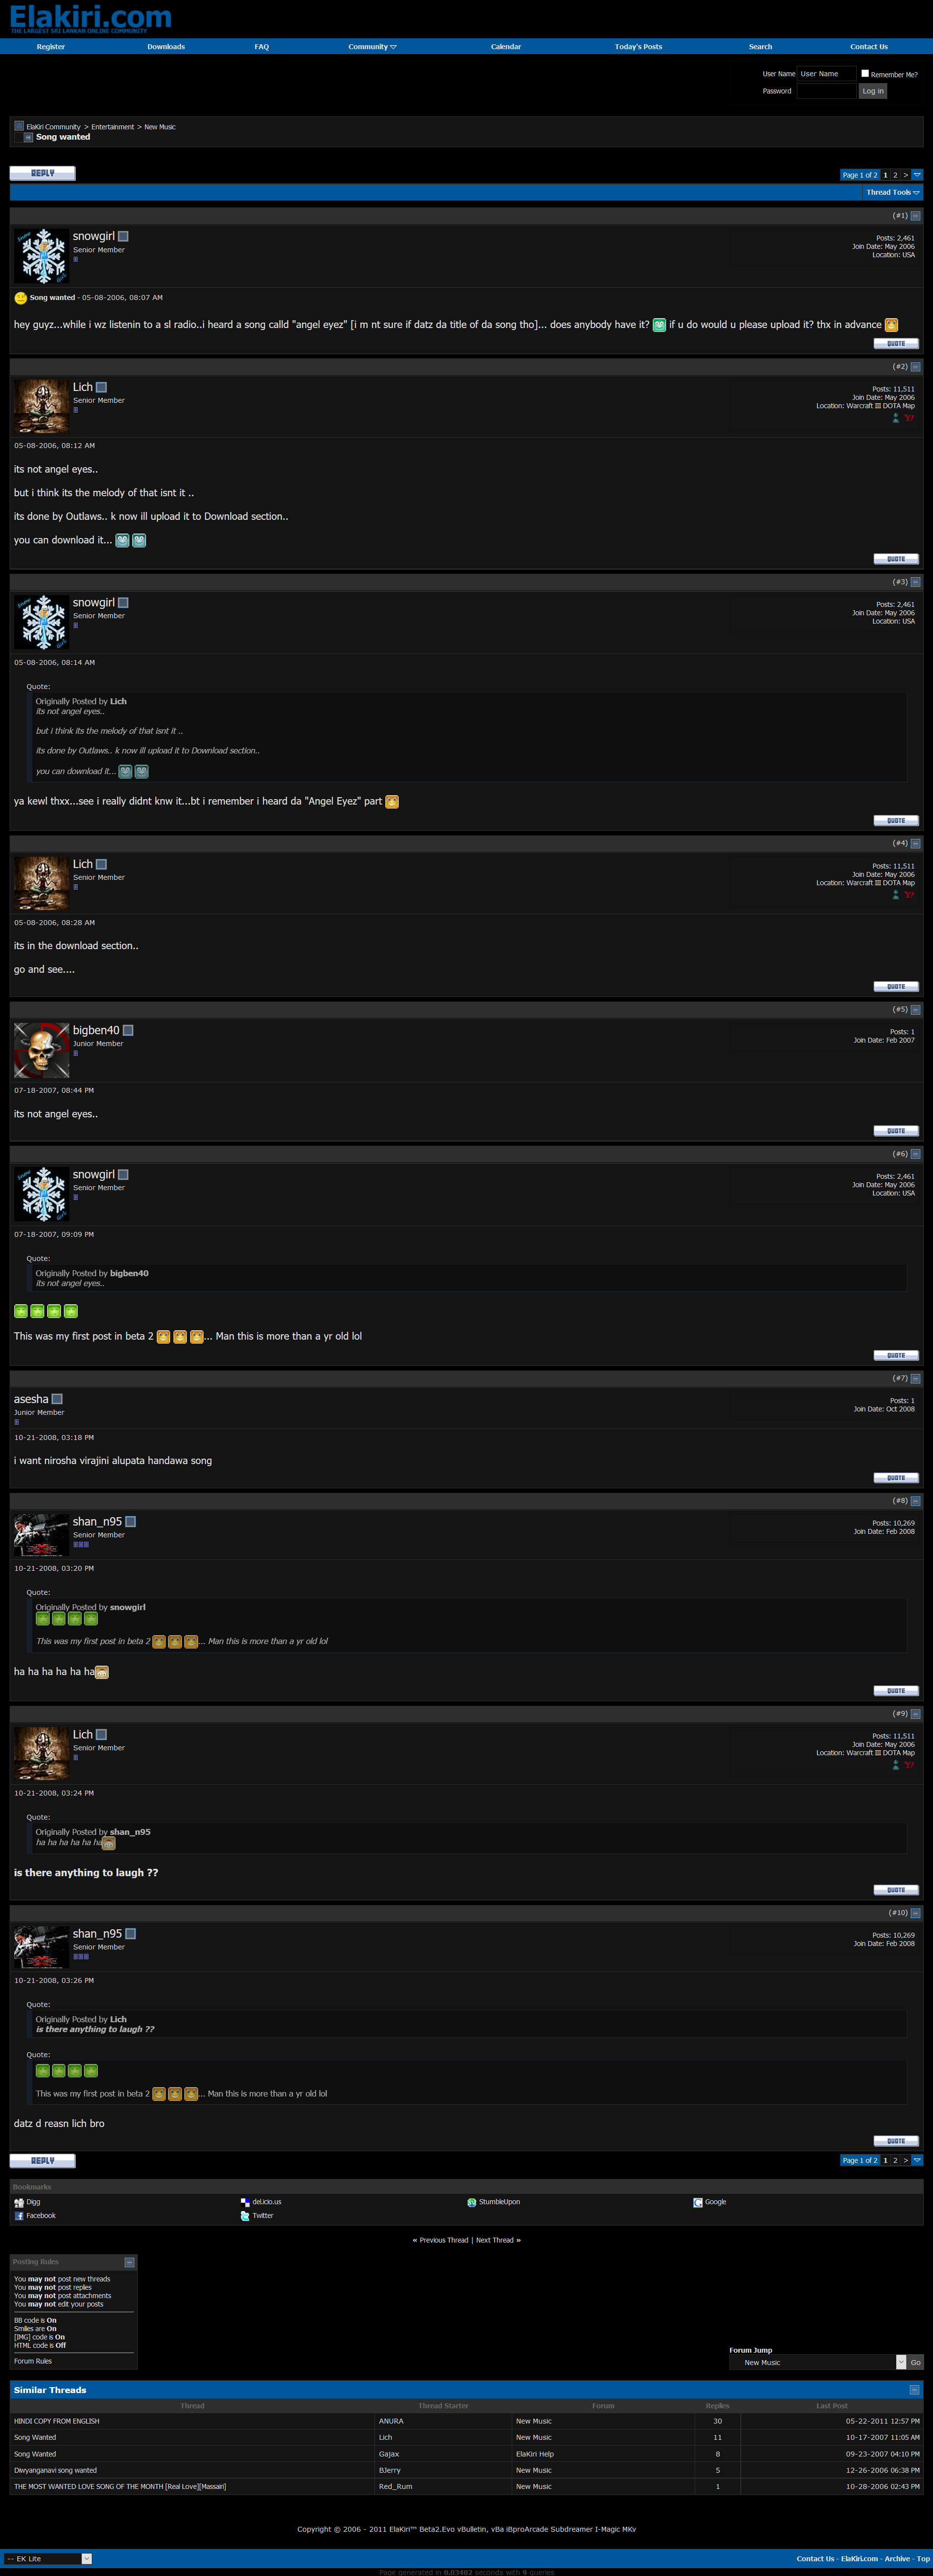 Elakiri.com
THE LARGEST SRI LANKAN ONLINE COMMUNITY
Register Downloads FAQ Community Calendar Today's Posts Search Contact Us
User Name User Name Remember Me?
Password Log in
ElaKiri Community > Entertainment > New Music
Song wanted
REPLY
Page 1 of 2 1 2 >
Thread Tools
(#1)
snowgirl
Senior Member
Posts: 2,461
Join Date: May 2006
Location: USA
Song wanted - 05-08-2006, 08:07 AM
hey guyz...while i wz listenin to a sl radio..i heard a song calld "angel eyez" [i m nt sure if datz da title of da song tho]... does anybody have it? if u do would u please upload it? thx in advance
QUOTE
(#2)
Lich
Senior Member
Posts: 11,511
Join Date: May 2006
Location: Warcraft III DOTA Map
05-08-2006, 08:12 AM
its not angel eyes..
but i think its the melody of that isnt it ..
its done by Outlaws.. k now ill upload it to Download section..
you can download it...
QUOTE
(#3)
snowgirl
Senior Member
Posts: 2,461
Join Date: May 2006
Location: USA
05-08-2006, 08:14 AM
Quote:
Originally Posted by Lich
its not angel eyes..
but i think its the melody of that isnt it ..
its done by Outlaws.. k now ill upload it to Download section..
you can download it...
ya kewl thxx...see i really didnt knw it...bt i remember i heard da "Angel Eyez" part
QUOTE
(#4)
Lich
Senior Member
Posts: 11,511
Join Date: May 2006
Location: Warcraft III DOTA Map
05-08-2006, 08:28 AM
its in the download section..
go and see....
QUOTE
(#5)
bigben40
Junior Member
Posts: 1
Join Date: Feb 2007
07-18-2007, 08:44 PM
its not angel eyes..
QUOTE
(#6)
snowgirl
Senior Member
Posts: 2,461
Join Date: May 2006
Location: USA
07-18-2007, 09:09 PM
Quote:
Originally Posted by bigben40
its not angel eyes..
This was my first post in beta 2 ... Man this is more than a yr old lol
QUOTE
(#7)
asesha
Junior Member
Posts: 1
Join Date: Oct 2008
10-21-2008, 03:18 PM
i want nirosha virajini alupata handawa song
QUOTE
(#8)
shan_n95
Senior Member
Posts: 10,269
Join Date: Feb 2008
10-21-2008, 03:20 PM
Quote:
Originally Posted by snowgirl
This was my first post in beta 2 ... Man this is more than a yr old lol
ha ha ha ha ha ha
QUOTE
(#9)
Lich
Senior Member
Posts: 11,511
Join Date: May 2006
Location: Warcraft III DOTA Map
10-21-2008, 03:24 PM
Quote:
Originally Posted by shan_n95
ha ha ha ha ha ha
is there anything to laugh ??
QUOTE
(#10)
shan_n95
Senior Member
Posts: 10,269
Join Date: Feb 2008
10-21-2008, 03:26 PM
Quote:
Originally Posted by Lich
is there anything to laugh ??
Quote:
This was my first post in beta 2 ... Man this is more than a yr old lol
datz d reasn lich bro
QUOTE
REPLY
Page 1 of 2 1 2 >
Bookmarks
Digg del.icio.us StumbleUpon Google
Facebook Twitter
« Previous Thread | Next Thread »
Posting Rules
You may not post new threads
You may not post replies
You may not post attachments
You may not edit your posts
BB code is On
Smilies are On
[IMG] code is On
HTML code is Off
Forum Rules
Forum Jump
New Music Go
Similar Threads
Thread Thread Starter Forum Replies Last Post
HINDI COPY FROM ENGLISH ANURA New Music 30 05-22-2011 12:57 PM
Song Wanted Lich New Music 11 10-17-2007 11:05 AM
Song Wanted Gajax ElaKiri Help 8 09-23-2007 04:10 PM
Diwyanganavi song wanted BJerry New Music 5 12-26-2006 06:38 PM
THE MOST WANTED LOVE SONG OF THE MONTH [Real Love][Massairi] Red_Rum New Music 1 10-28-2006 02:43 PM
Copyright © 2006 - 2011 ElaKiri™ Beta2.Evo vBulletin, vBa iBproArcade Subdreamer I-Magic MKv
-- EK Lite
Contact Us - ElaKiri.com - Archive - Top
Page generated in 0.03402 seconds with 9 queries